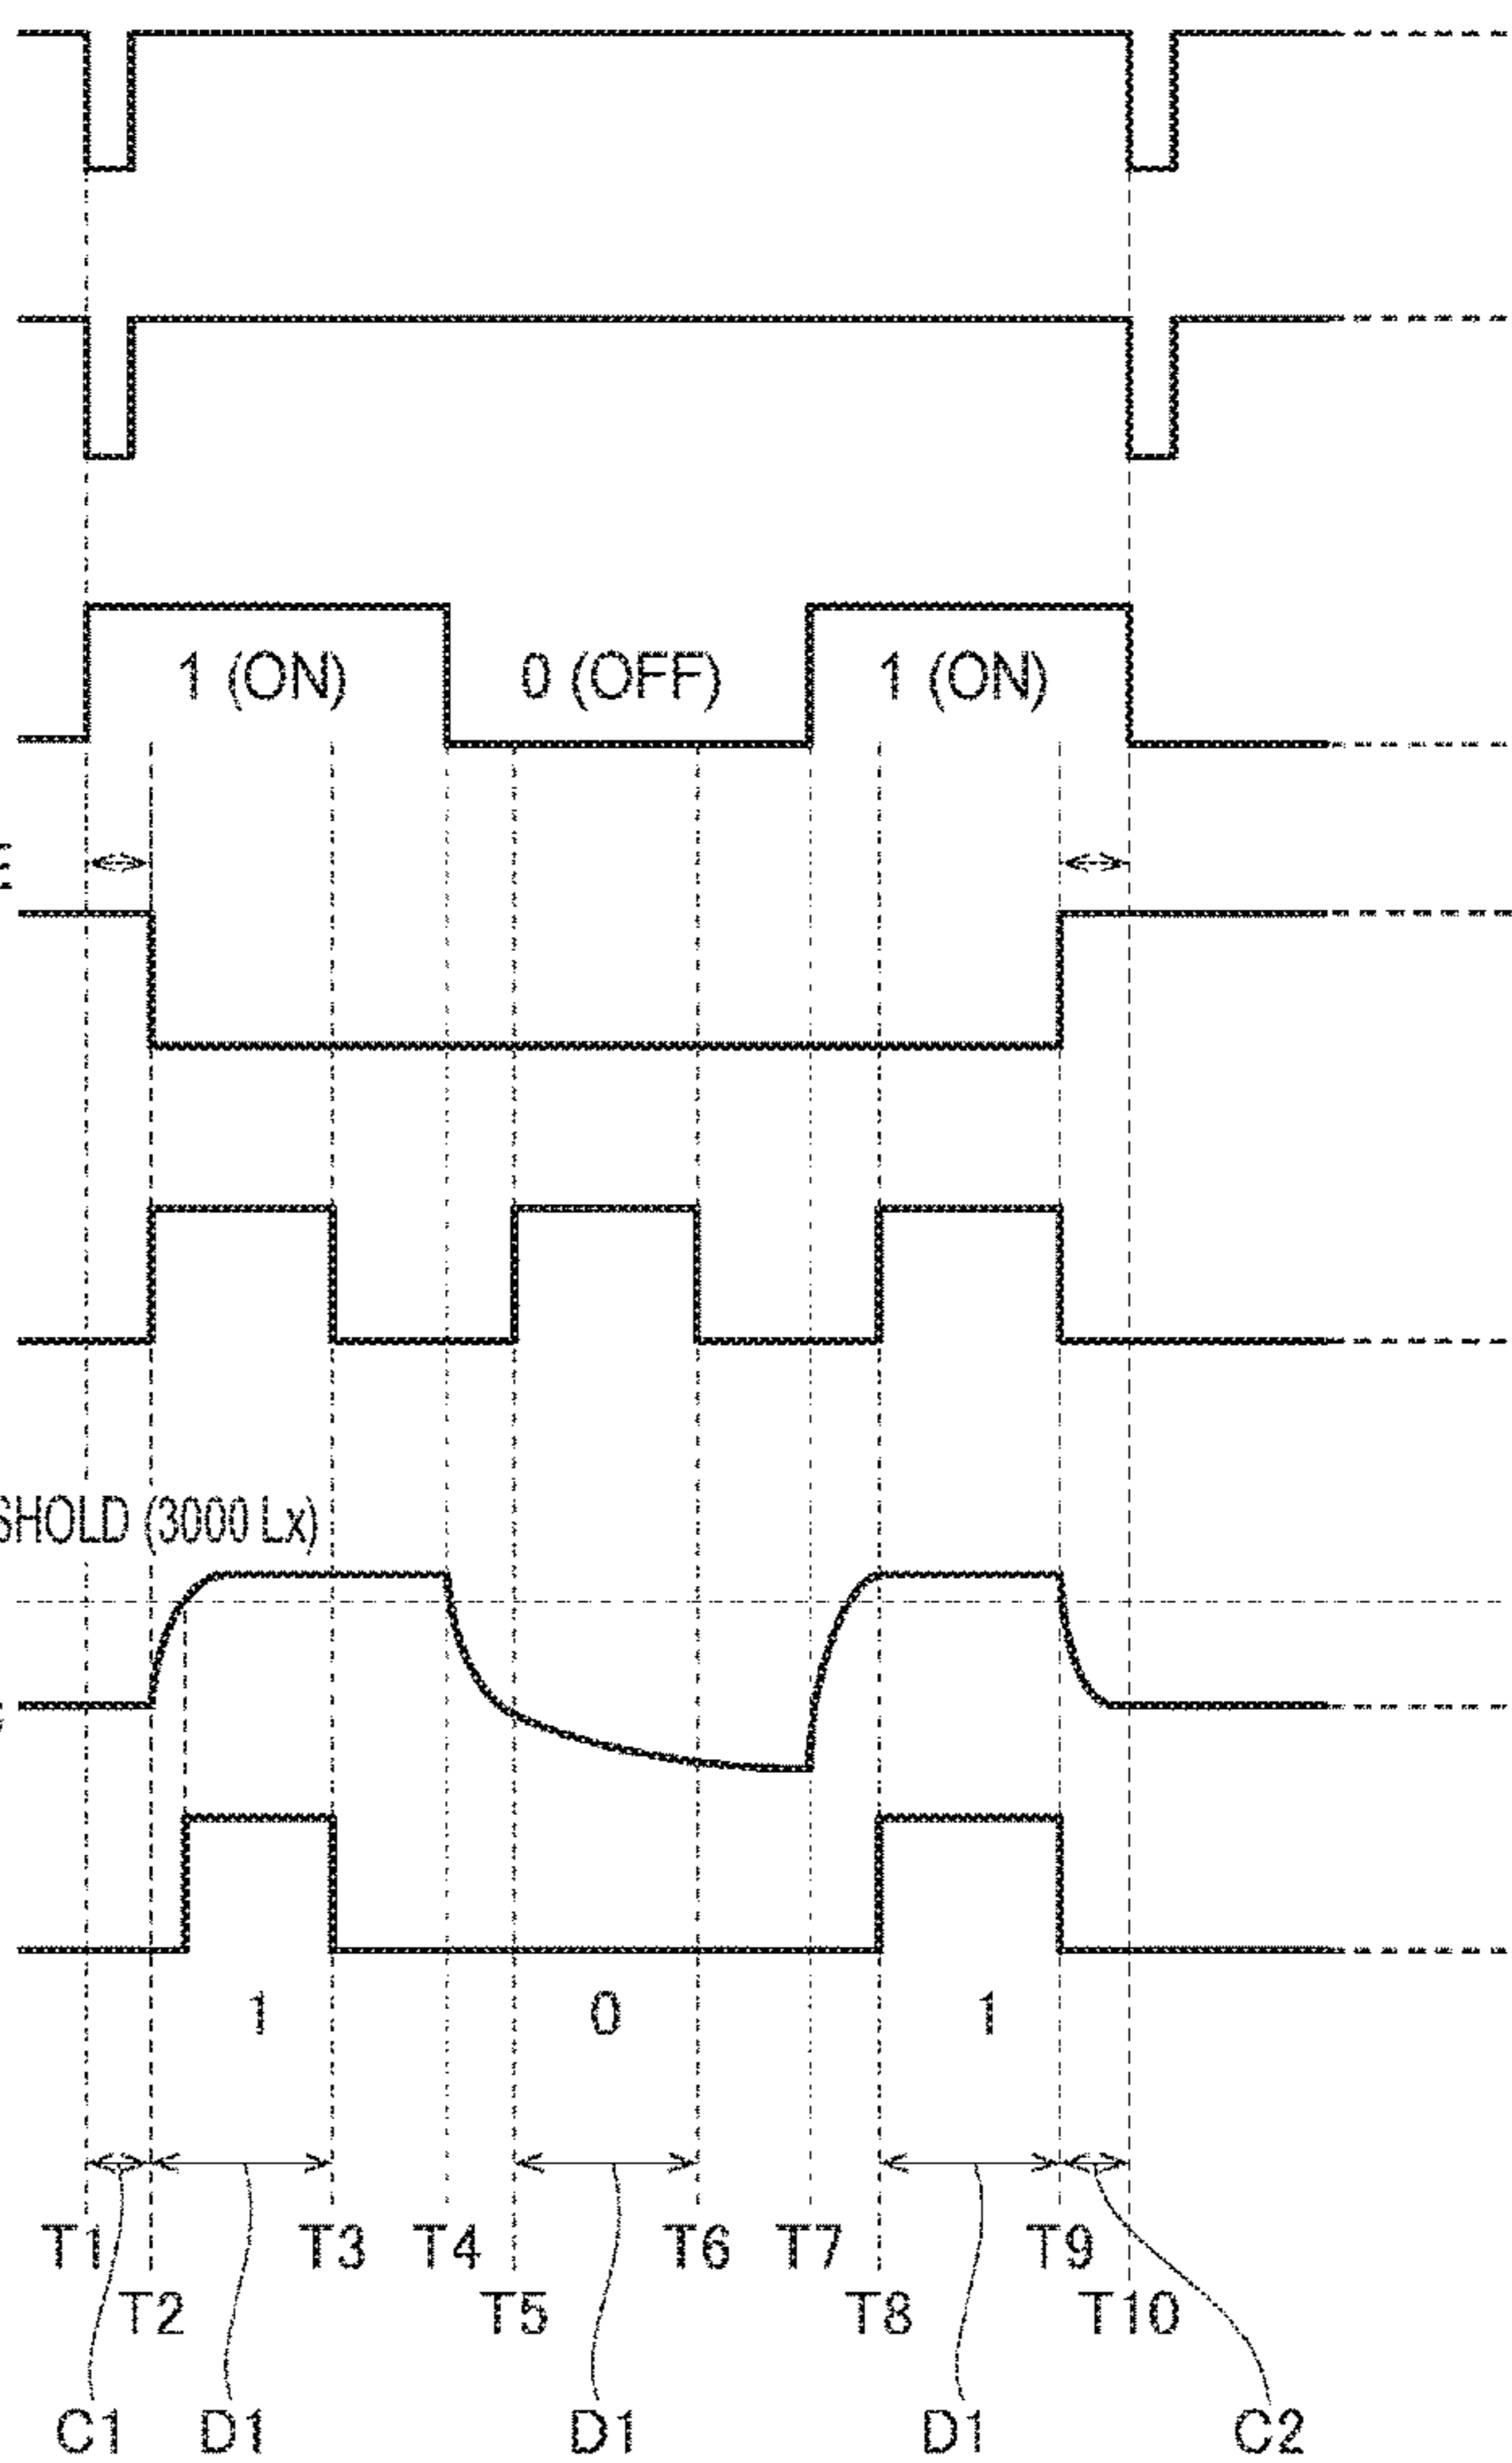 1 (ON) 0 (OFF) 1 (ON)
(3000 Lx)
1 0 1
T1 T3 T4 T6 T7 T9
T2 T5 T8 T10
C1 D1 D1 D1 C2